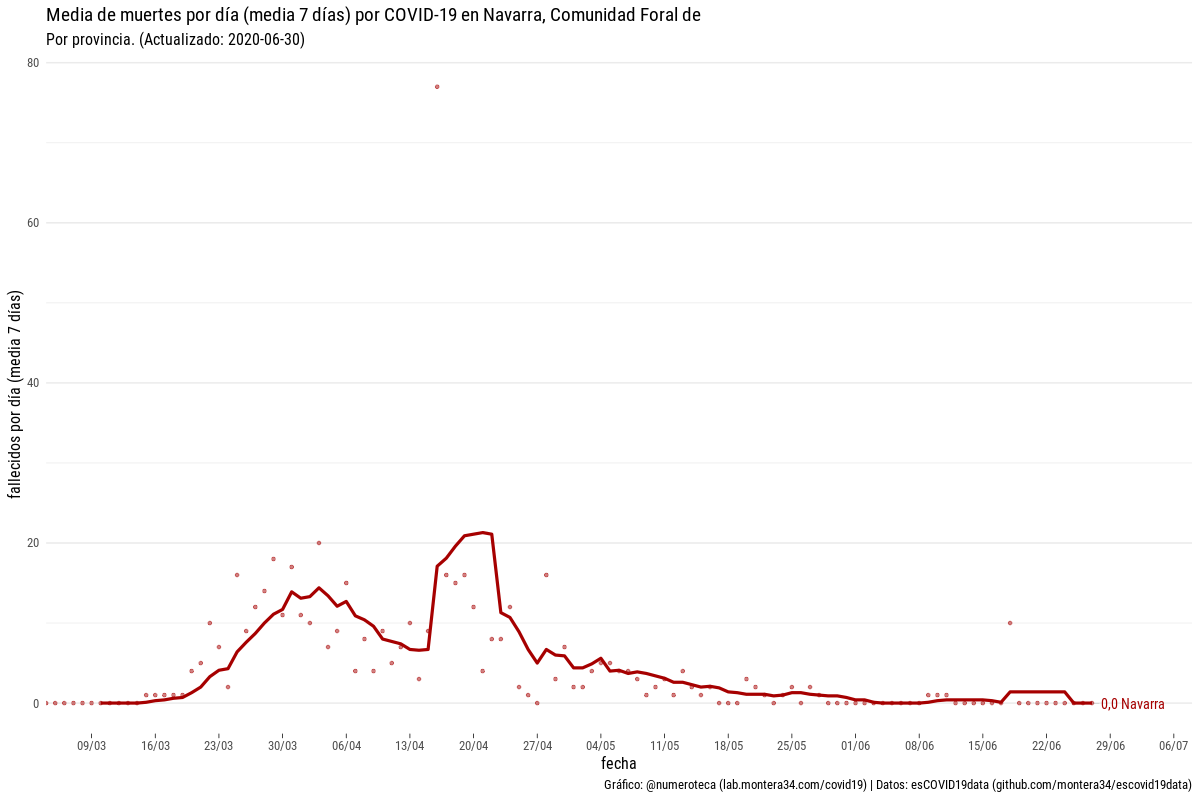 Media de muertes por día (media 7 días) por COVID-19 en Navarra, Comunidad Foral de
Por provincia. (Actualizado: 2020-06-30)
80
60
40
20
0
fallecidos por día (media 7 días)
0,0 Navarra
09/03 16/03 23/03 30/03 06/04 13/04 20/04 27/04 04/05 11/05 18/05 25/05 01/06 08/06 15/06 22/06 29/06 06/07
fecha
Gráfico: @numeroteca (lab.montera34.com/covid19) | Datos: esCOVID19data (github.com/montera34/escovid19data)